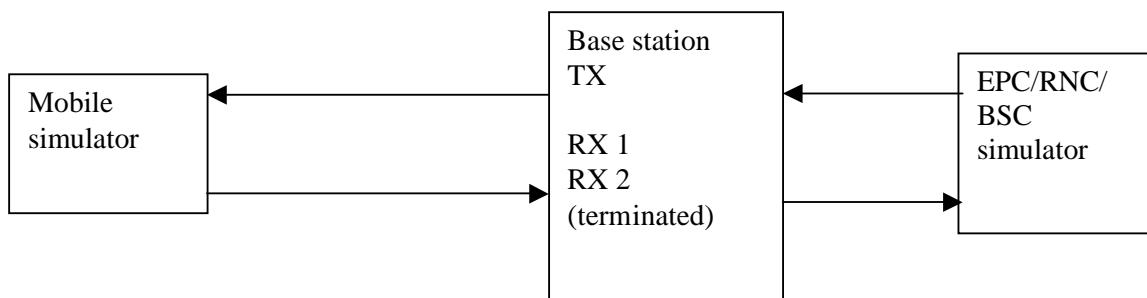 Mobile
simulator
Base station
TX
RX 1
RX 2
(terminated)
EPC/RNC/
BSC
simulator